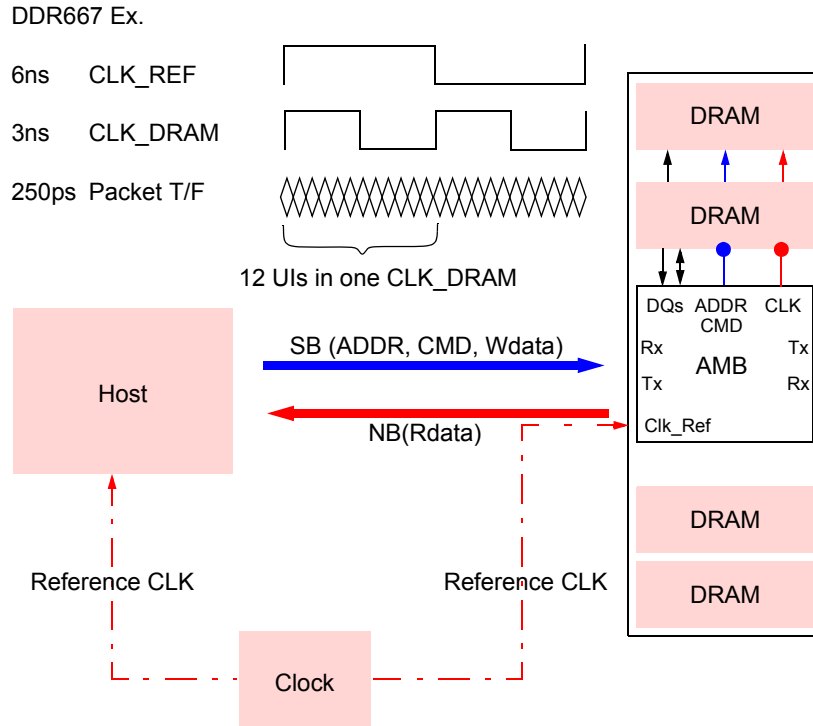 DDR667 Ex.
6ns CLK_REF
3ns CLK_DRAM
250ps Packet T/F
12 UIs in one CLK_DRAM
DRAM
DRAM
DQs ADDR CLK
CMD
Rx Tx
AMB
Tx Rx
Clk_Ref
SB (ADDR, CMD, Wdata)
Host
NB(Rdata)
DRAM
Reference CLK
Reference CLK
DRAM
Clock